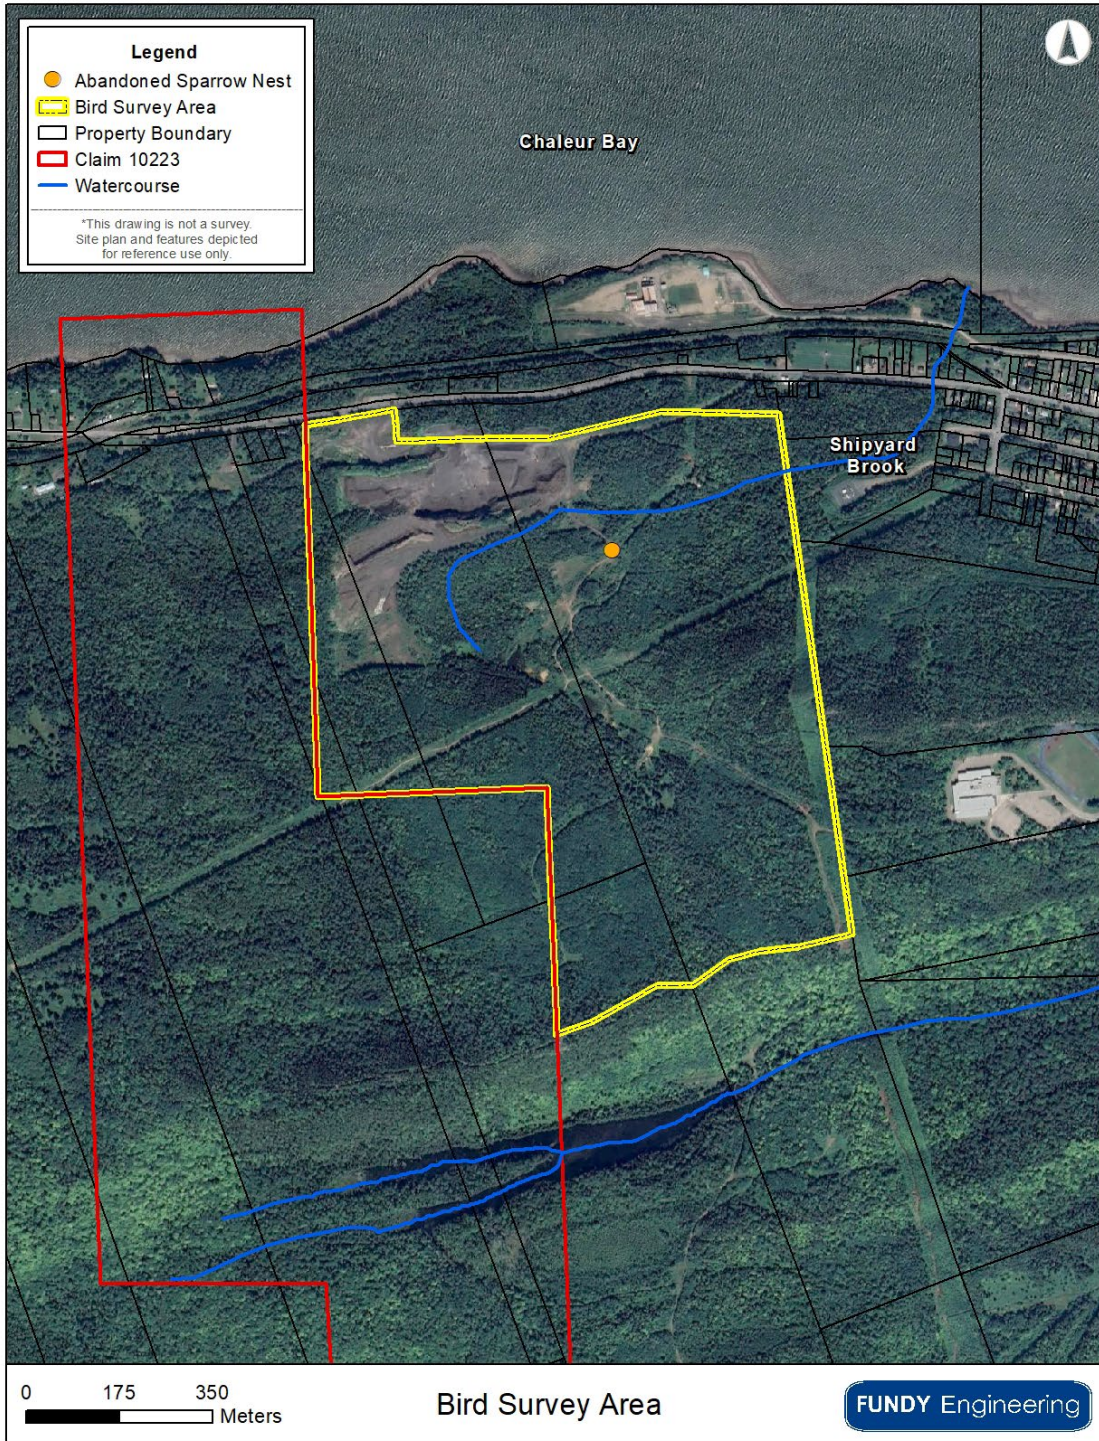 Legend
Abandoned Sparrow Nest
Bird Survey Area
Property Boundary
Claim 10223
Watercourse
*This drawing is not a survey.
Site plan and features depicted
for reference use only.
Chaleur Bay
Shipyard
Brook
0 175 350
Meters
Bird Survey Area
FUNDY Engineering